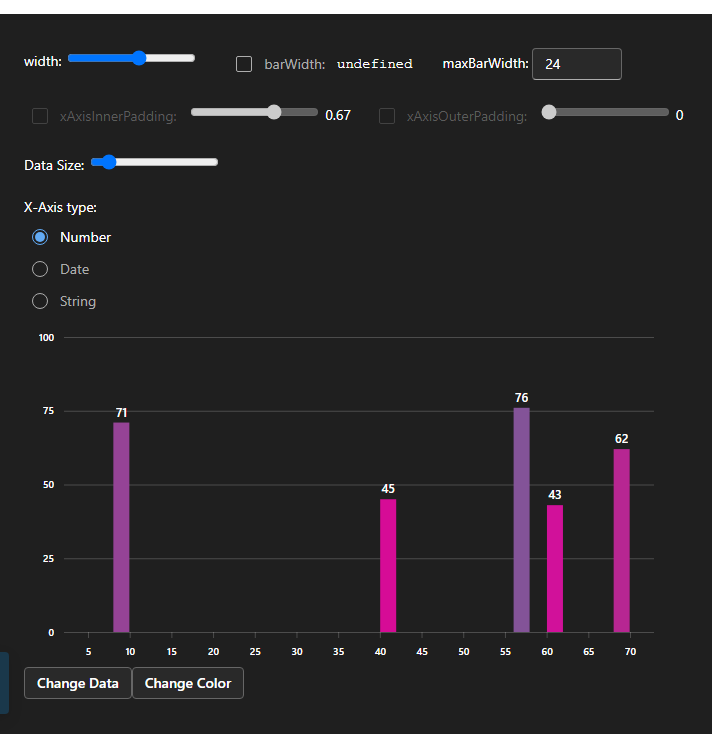 width: barWidth: undefined maxBarWidth: 24
xAxisInnerPadding: 0.67 xAxisOuterPadding: 0
Data Size:
X-Axis type:
Number
Date
String
100
75
50
25
0
71
45
76
43
62
5 10 15 20 25 30 35 40 45 50 55 60 65 70
Change Data Change Color